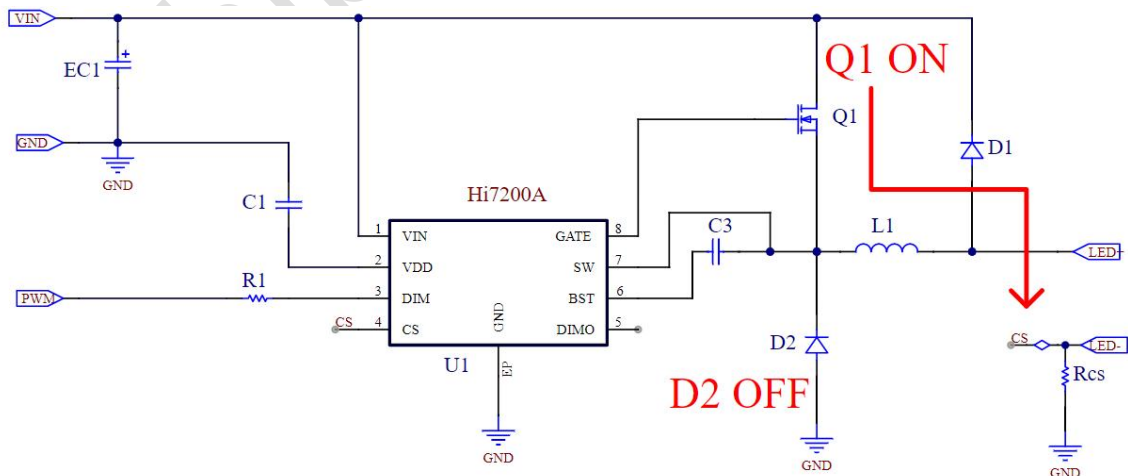 VIN
EC1
+
GND
GND
C1
R1
PWM
Hi7200A
1 VIN
2 VDD
3 DIM
4 CS
CS
GATE 8
SW 7
BST 6
DIMO 5
GND
EP
U1
GND
C3
Q1 ON
Q1
D1
L1
LED+
D2
D2 OFF
GND
CS
LED-
Rcs
GND